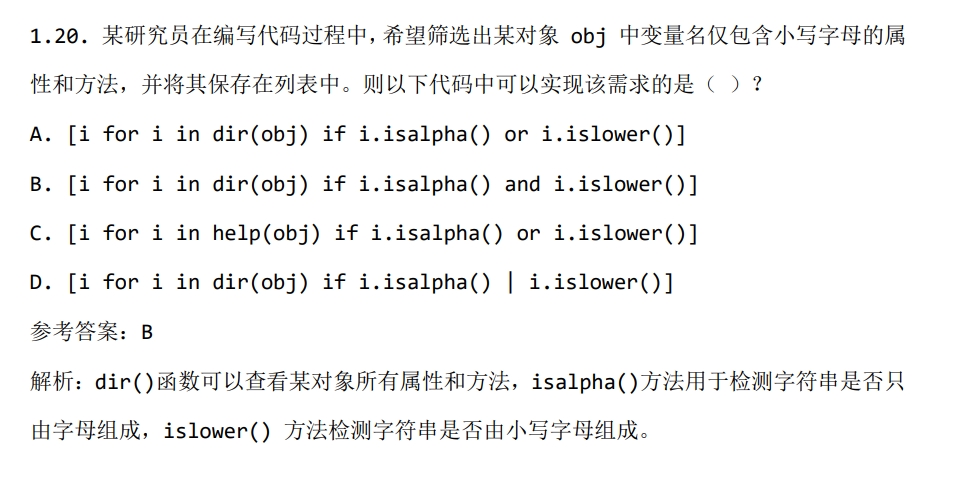 1.20. 某研究员在编写代码过程中，希望筛选出某对象 obj 中变量名仅包含小写字母的属
性和方法，并将其保存在列表中。则以下代码中可以实现该需求的是（ ）？
A. [i for i in dir(obj) if i.isalpha() or i.islower()]
B. [i for i in dir(obj) if i.isalpha() and i.islower()]
C. [i for i in help(obj) if i.isalpha() or i.islower()]
D. [i for i in dir(obj) if i.isalpha() | i.islower()]
参考答案：B
解析：dir()函数可以查看某对象所有属性和方法，isalpha()方法用于检测字符串是否只
由字母组成，islower() 方法检测字符串是否由小写字母组成。